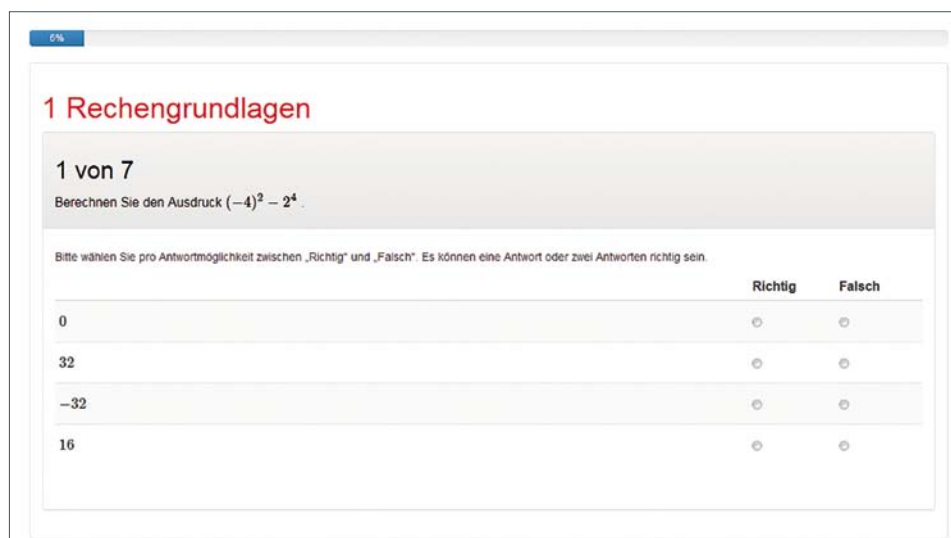 6%
1 Rechengrundlagen
1 von 7
Berechnen Sie den Ausdruck (−4)² − 2⁴ .
Bitte wählen Sie pro Antwortmöglichkeit zwischen „Richtig“ und „Falsch“. Es können eine Antwort oder zwei Antworten richtig sein.
Richtig Falsch
0
32
−32
16